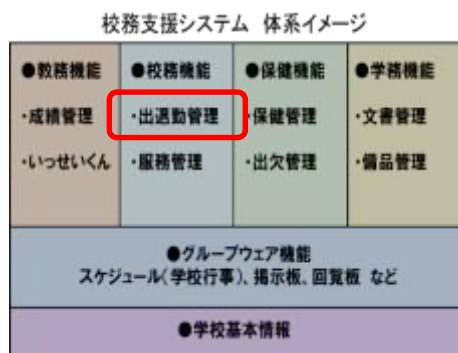 校務支援システム 体系イメージ
●教務機能
・成績管理
・いっせいくん
●校務機能
・出退勤管理
・服務管理
●保健機能
・保健管理
・出欠管理
●学務機能
・文書管理
・備品管理
●グループウェア機能
スケジュール(学校行事)、掲示板、回覧板 など
●学校基本情報